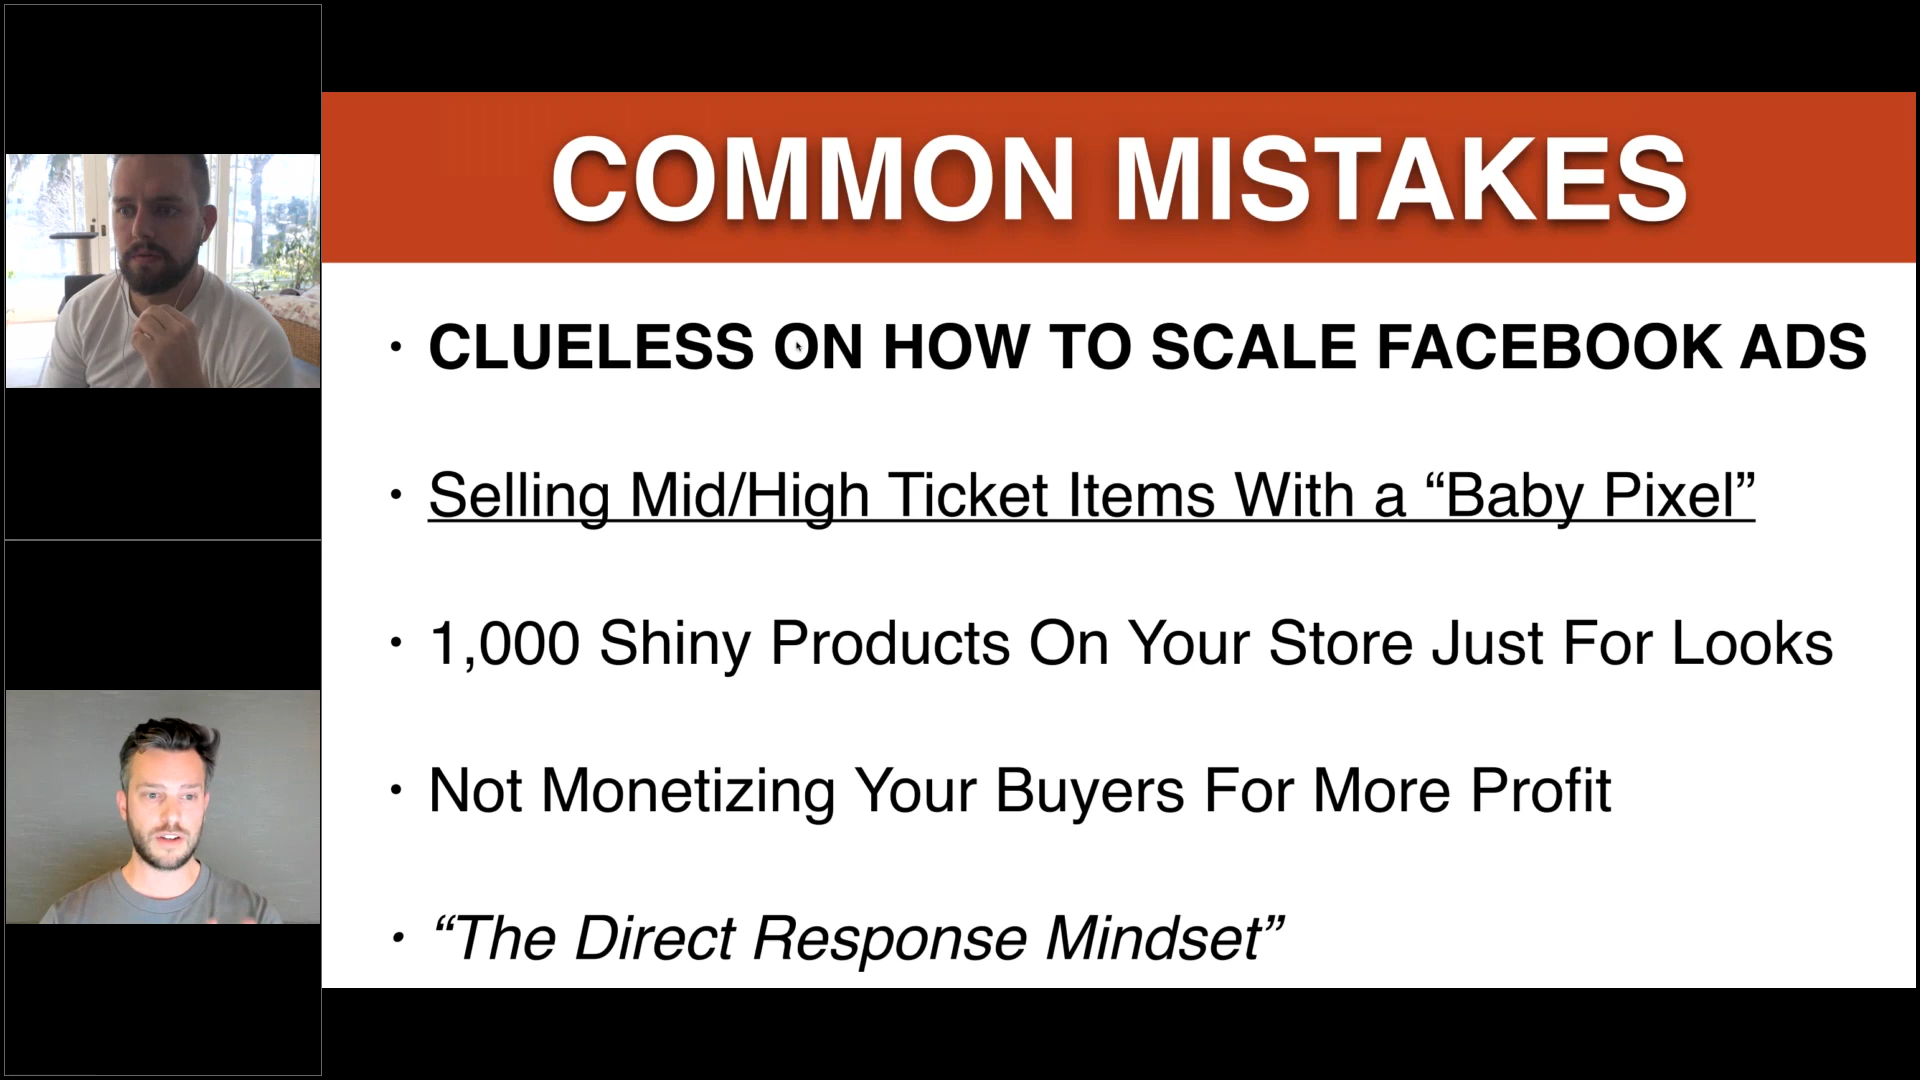 COMMON MISTAKES
• CLUELESS ON HOW TO SCALE FACEBOOK ADS
• Selling Mid/High Ticket Items With a “Baby Pixel”
• 1,000 Shiny Products On Your Store Just For Looks
• Not Monetizing Your Buyers For More Profit
• “The Direct Response Mindset”